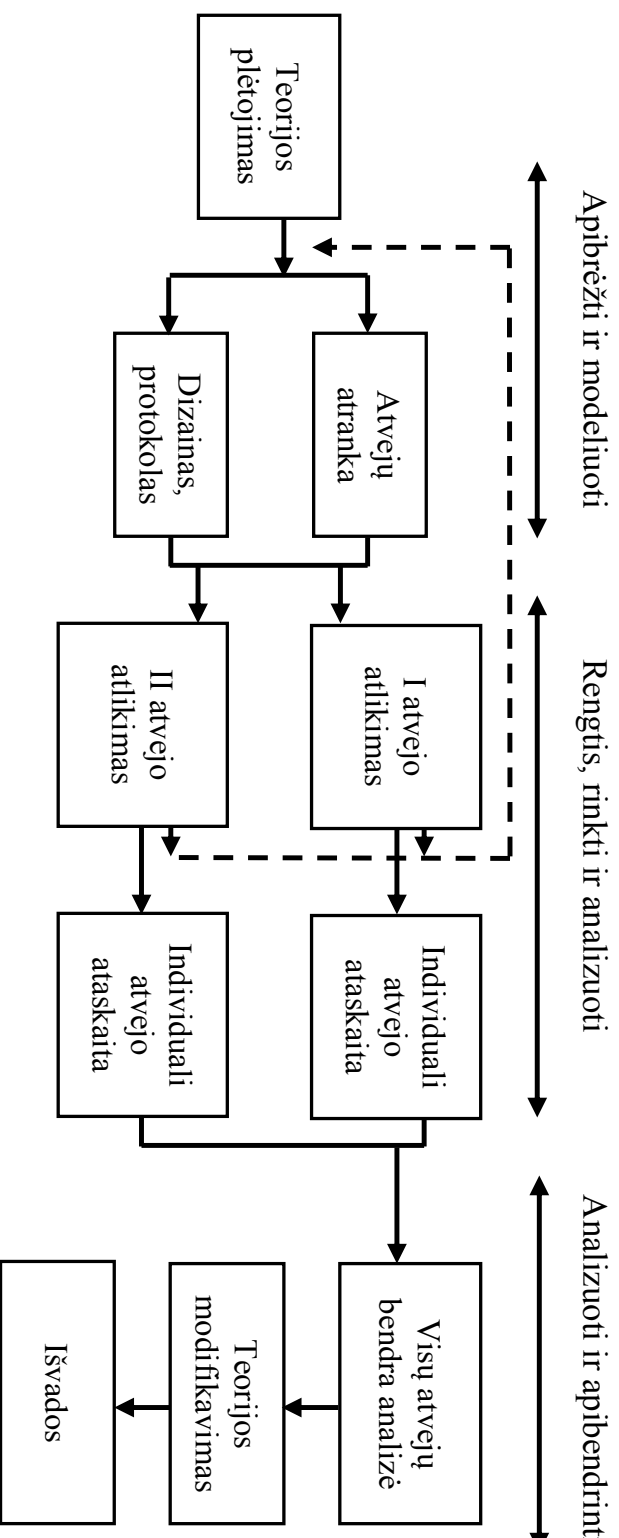 Apibrėžti ir modeliuoti
Rengtis, rinkti ir analizuoti
Analizuoti ir apibendrint
Teorijos
plėtojimas
Atvejų
atranka
Dizainas,
protokolas
I atvejo
atlikimas
II atvejo
atlikimas
Individuali
atvejo
ataskaita
Individuali
atvejo
ataskaita
Visų atvejų
bendra analizė
Teorijos
modifikavimas
Išvados